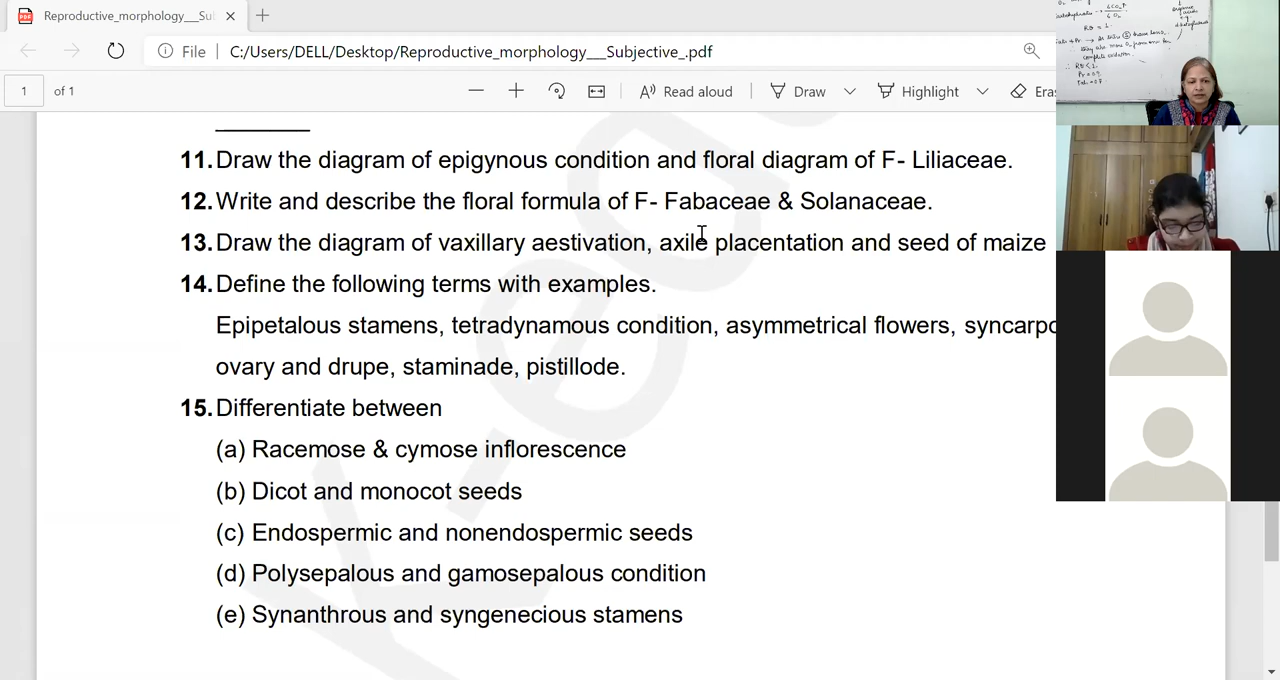 Reproductive_morphology___Su
File
C:/Users/DELL/Desktop/Reproductive_morphology___Subjective_.pdf
1 of 1
Read aloud
Draw
Highlight
Eras
11. Draw the diagram of epigynous condition and floral diagram of F- Liliaceae.
12. Write and describe the floral formula of F- Fabaceae & Solanaceae.
13. Draw the diagram of vaxillary aestivation, axile placentation and seed of maize
14. Define the following terms with examples.
Epipetalous stamens, tetradynamous condition, asymmetrical flowers, syncarpo
ovary and drupe, staminade, pistillode.
15. Differentiate between
(a) Racemose & cymose inflorescence
(b) Dicot and monocot seeds
(c) Endospermic and nonendospermic seeds
(d) Polysepalous and gamosepalous condition
(e) Synanthrous and syngenecious stamens